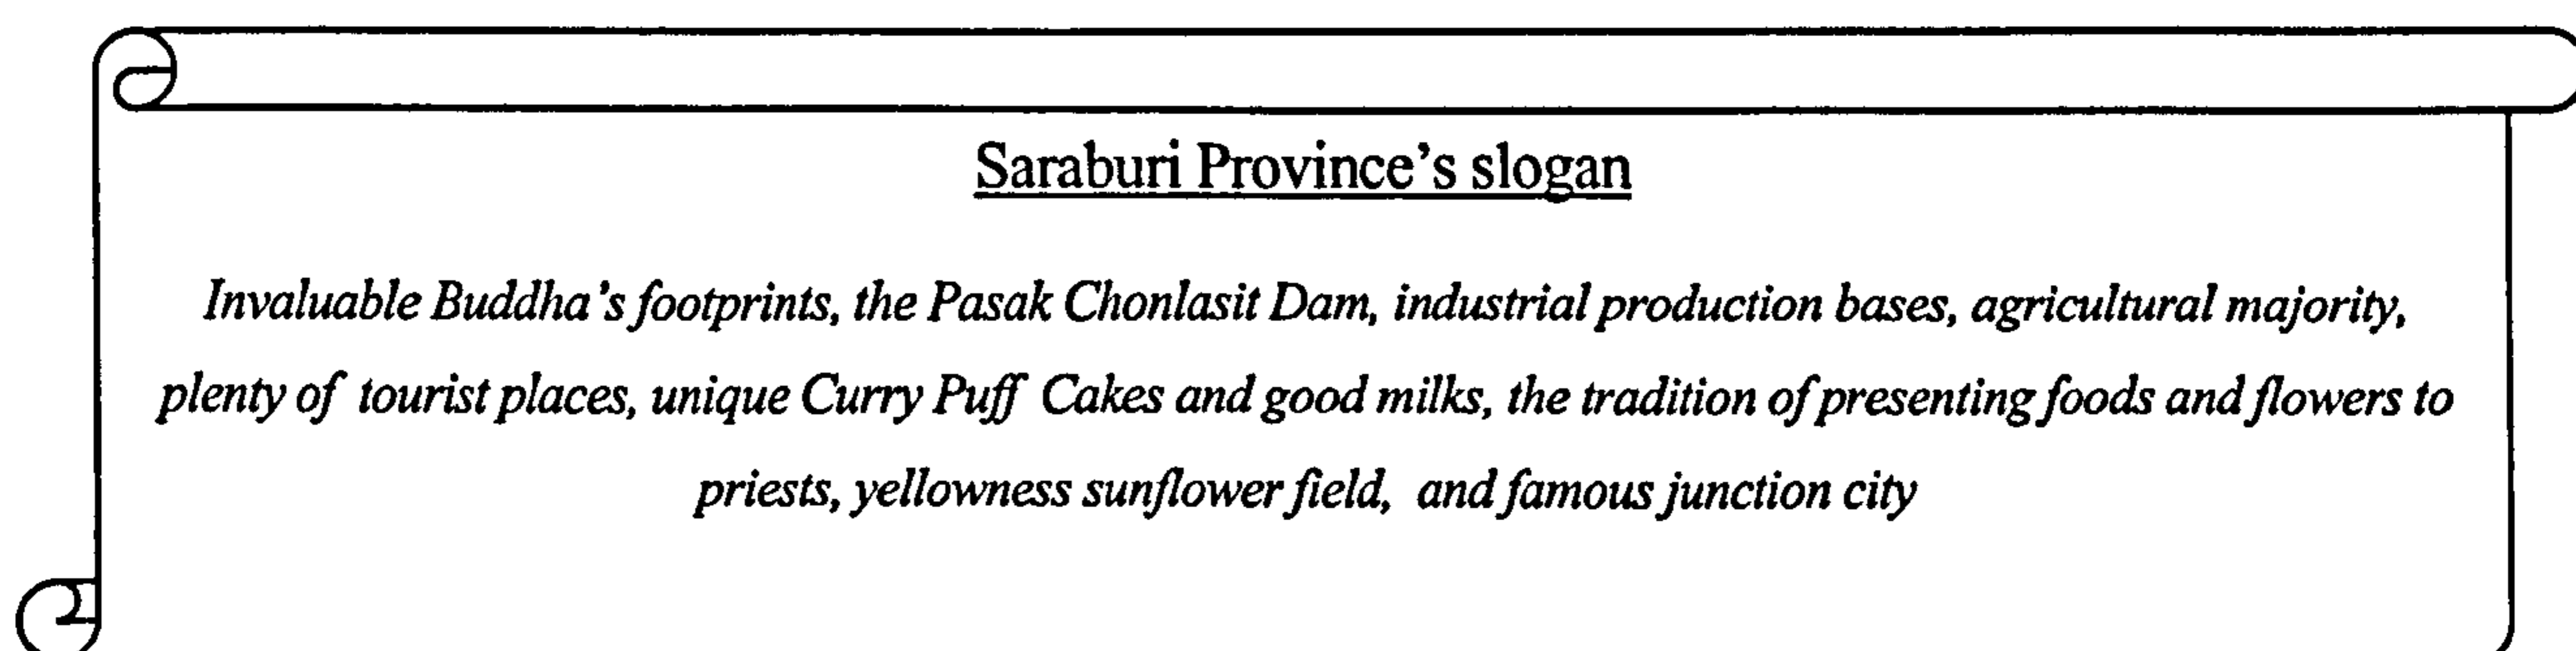 Saraburi Province's slogan
Invaluable Buddha's footprints, the Pasak Chonlasit Dam, industrial production bases, agricultural majority,
plenty of tourist places, unique Curry Puff Cakes and good milks, the tradition of presenting foods and flowers to
priests, yellowness sunflower field, and famous junction city